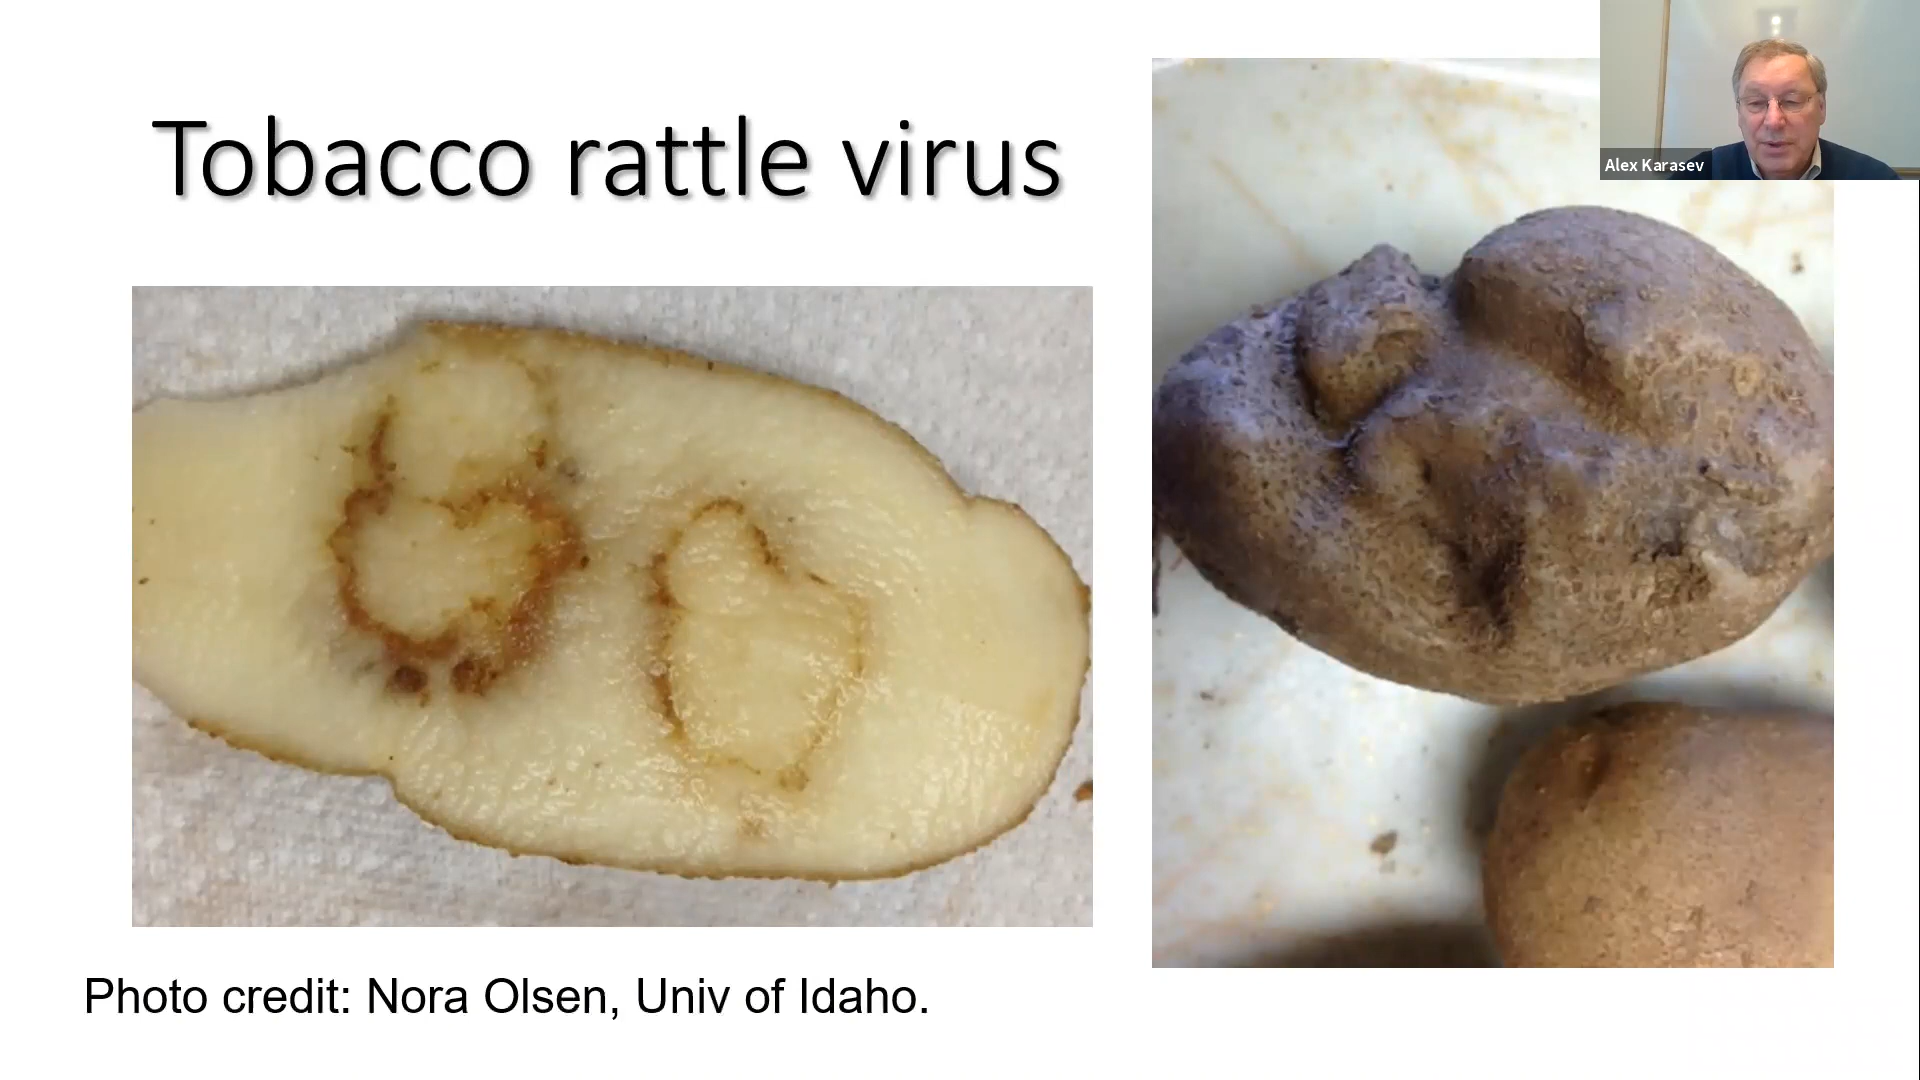 Tobacco rattle virus
Alex Karasev
Photo credit: Nora Olsen, Univ of Idaho.